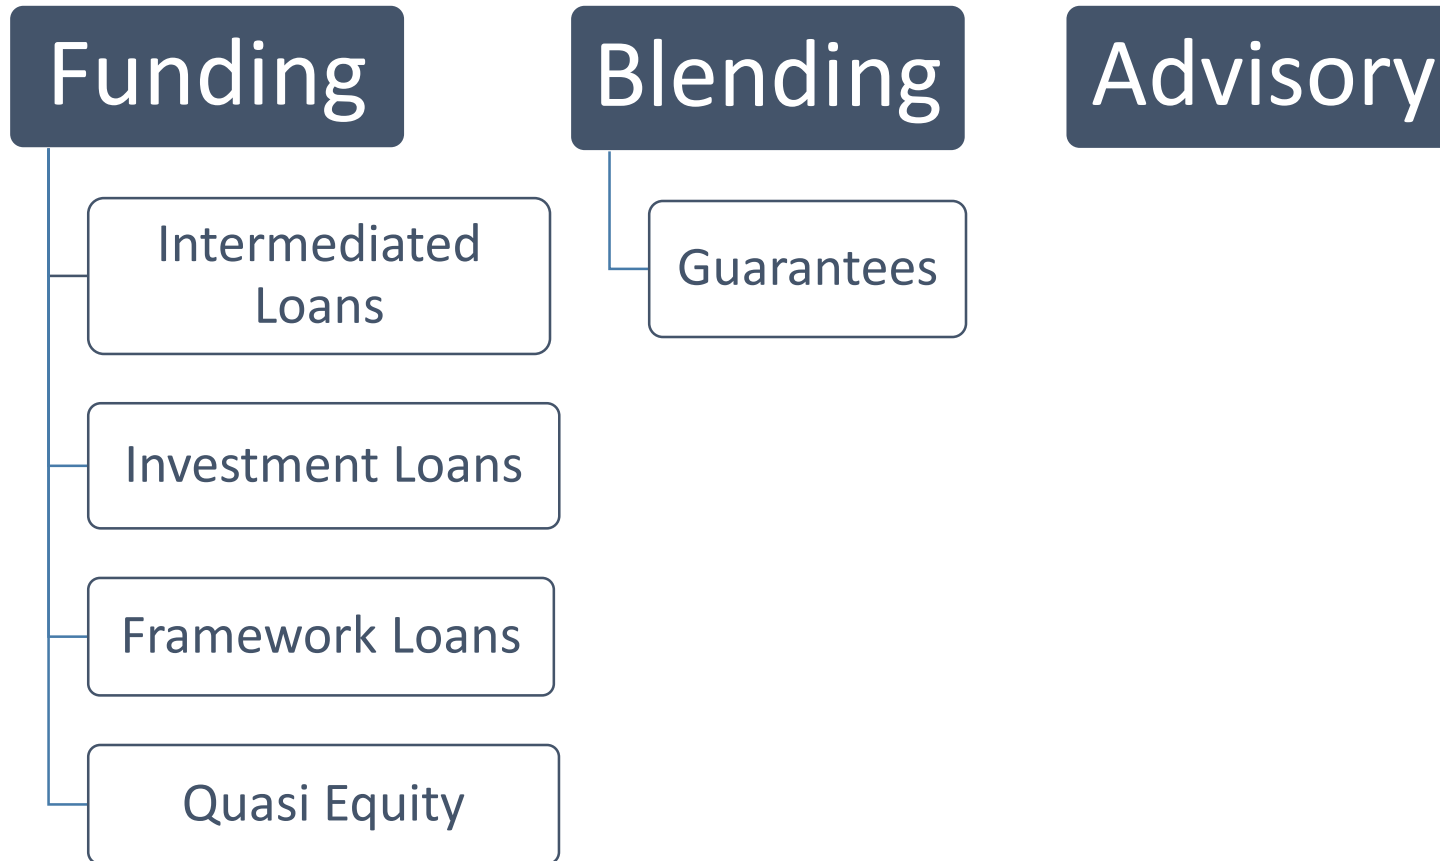 Funding
Intermediated
Loans
Investment Loans
Framework Loans
Quasi Equity
Blending
Guarantees
Advisory